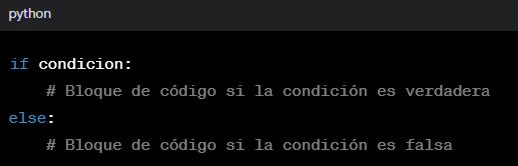 python
if condicion:
    # Bloque de código si la condición es verdadera
else:
    # Bloque de código si la condición es falsa